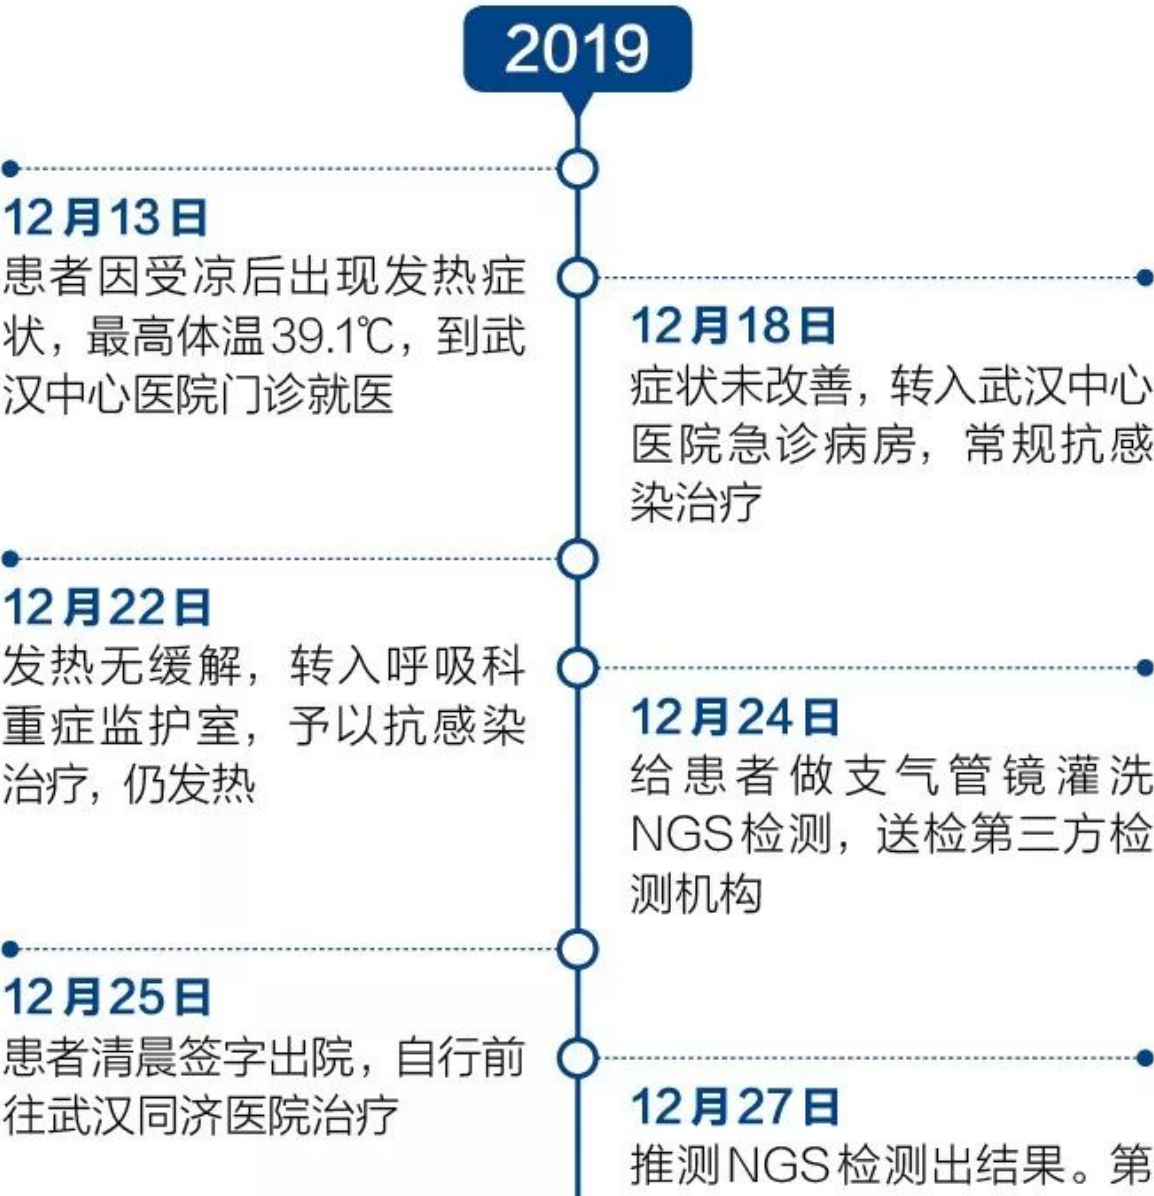 2019
12月13日
患者因受凉后出现发热症
状，最高体温39.1℃，到武
汉中心医院门诊就医
12月18日
症状未改善，转入武汉中心
医院急诊病房，常规抗感
染治疗
12月22日
发热无缓解，转入呼吸科
重症监护室，予以抗感染
治疗，仍发热
12月24日
给患者做支气管镜灌洗
NGS检测，送检第三方检
测机构
12月25日
患者清晨签字出院，自行前
往武汉同济医院治疗
12月27日
推测NGS检测出结果。第